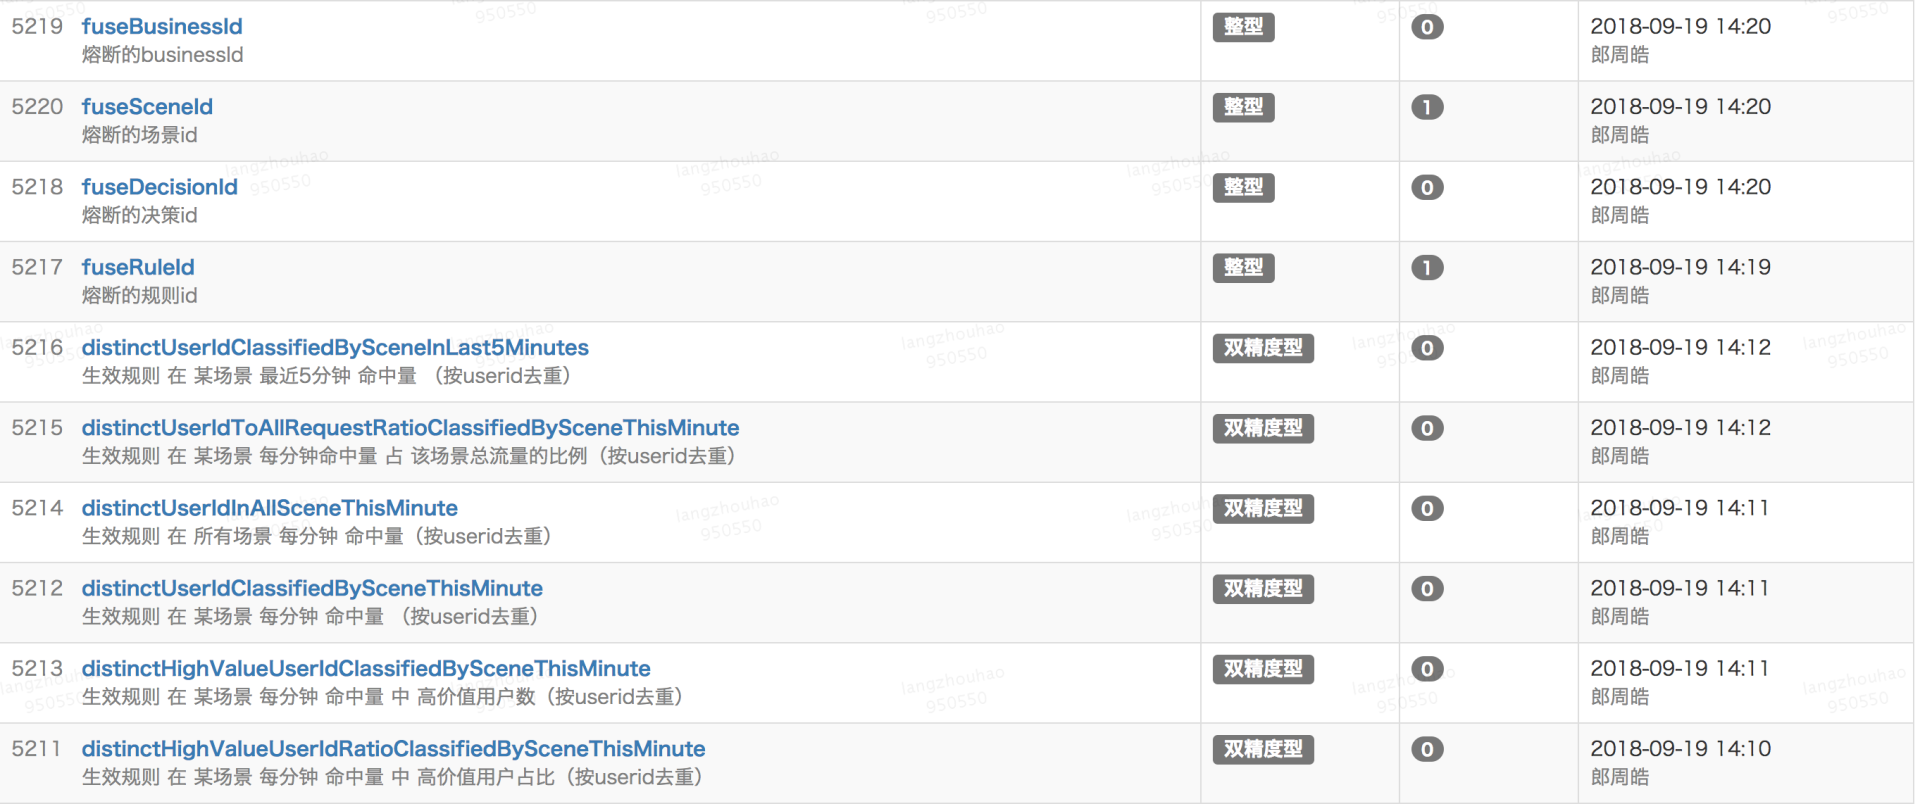 5219 fuseBusinessId 整型 0 2018-09-19 14:20
熔断的businessId 郎周皓
5220 fuseSceneId 整型 1 2018-09-19 14:20
熔断的场景id 郎周皓
5218 fuseDecisionId 整型 0 2018-09-19 14:20
熔断的决策id 郎周皓
5217 fuseRuleId 整型 1 2018-09-19 14:19
熔断的规则id 郎周皓
5216 distinctUserIdClassifiedBySceneInLast5Minutes 双精度型 0 2018-09-19 14:12
生效规则 在 某场景 最近5分钟 命中量 （按userid去重） 郎周皓
5215 distinctUserIdToAllRequestRatioClassifiedBySceneThisMinute 双精度型 0 2018-09-19 14:12
生效规则 在 某场景 每分钟命中量 占 该场景总流量的比例（按userid去重） 郎周皓
5214 distinctUserIdInAllSceneThisMinute 双精度型 0 2018-09-19 14:11
生效规则 在 所有场景 每分钟 命中量（按userid去重） 郎周皓
5212 distinctUserIdClassifiedBySceneThisMinute 双精度型 0 2018-09-19 14:11
生效规则 在 某场景 每分钟 命中量 （按userid去重） 郎周皓
5213 distinctHighValueUserIdClassifiedBySceneThisMinute 双精度型 0 2018-09-19 14:11
生效规则 在 某场景 每分钟 命中量 中 高价值用户数（按userid去重） 郎周皓
5211 distinctHighValueUserIdRatioClassifiedBySceneThisMinute 双精度型 0 2018-09-19 14:10
生效规则 在 某场景 每分钟 命中量 中 高价值用户占比（按userid去重） 郎周皓
langzhouhao
950550